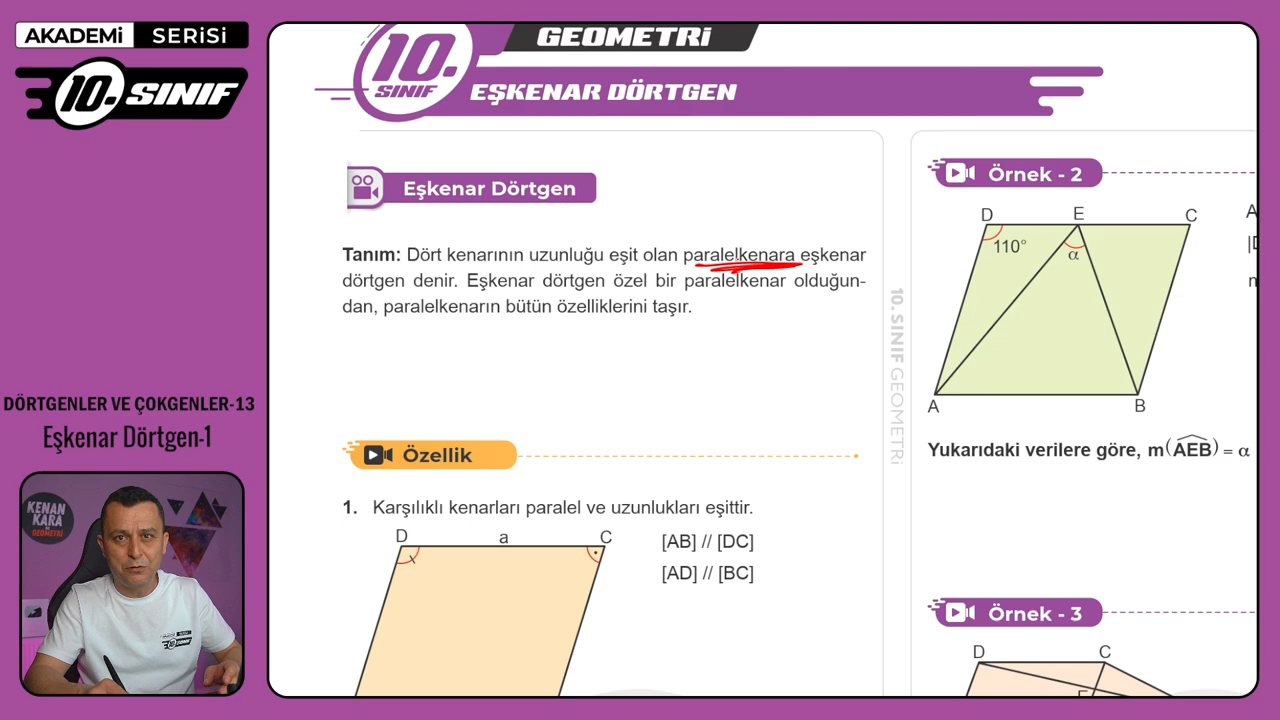 AKADEMİ SERİSİ
10. SINIF
DÖRTGENLER VE ÇOKGENLER-13
Eşkenar Dörtgen-1
KENAN
KARA
GEOMETRİ
10.
SINIF
GEOMETRİ
EŞKENAR DÖRTGEN
Eşkenar Dörtgen
Tanım: Dört kenarının uzunluğu eşit olan paralelkenara eşkenar
dörtgen denir. Eşkenar dörtgen özel bir paralelkenar olduğun-
dan, paralelkenarın bütün özelliklerini taşır.
Özellik
1. Karşılıklı kenarları paralel ve uzunlukları eşittir.
D a C
[AB] // [DC]
[AD] // [BC]
10. SINIF GEOMETRİ
Örnek - 2
D E C
110°
α
A B
A
|D
Yukarıdaki verilere göre, m(AEB) = α
Örnek - 3
D C